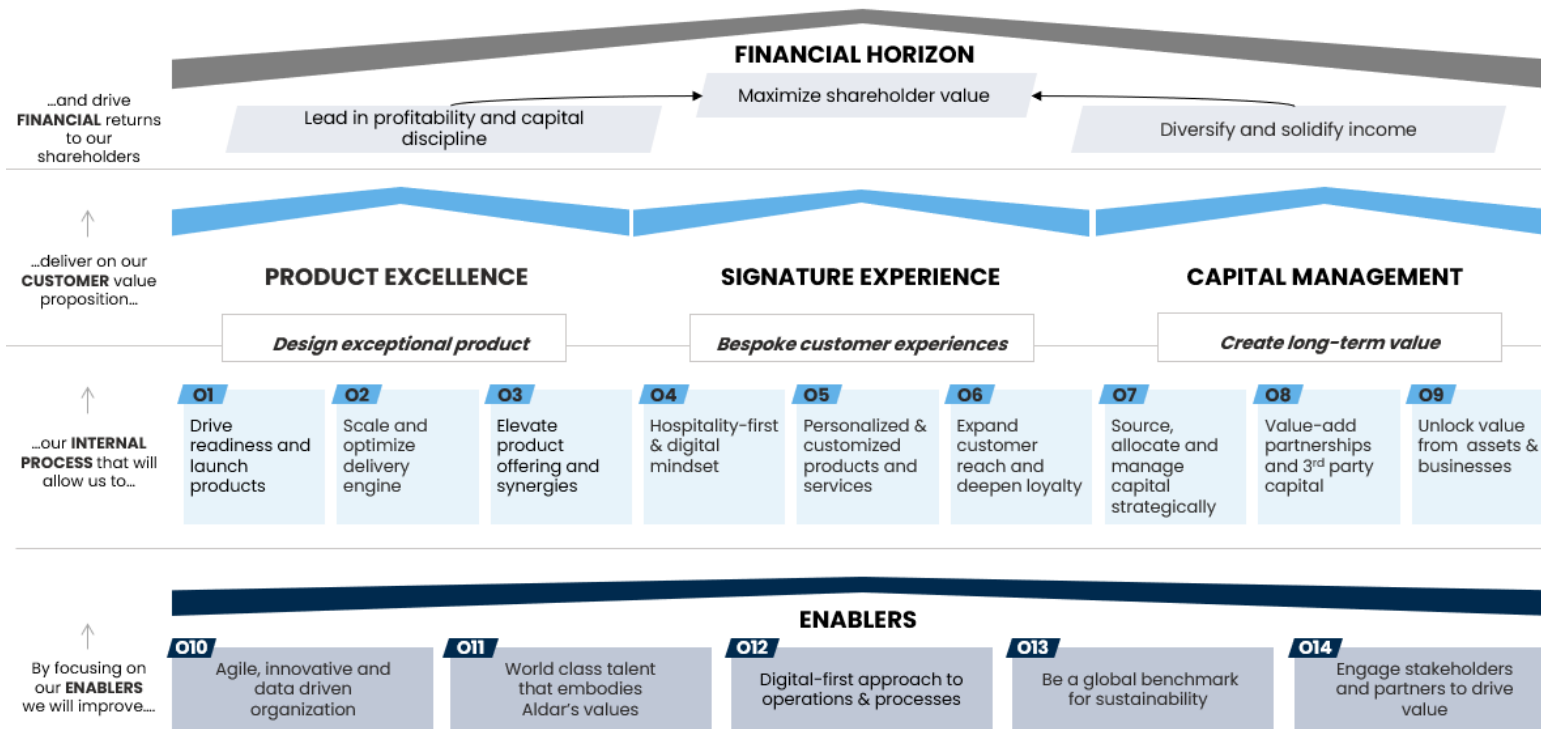 FINANCIAL HORIZON
…and drive
FINANCIAL returns
to our
shareholders
Maximize shareholder value
Lead in profitability and capital
discipline
Diversify and solidify income
…deliver on our
CUSTOMER value
proposition…
PRODUCT EXCELLENCE
SIGNATURE EXPERIENCE
CAPITAL MANAGEMENT
Design exceptional product
Bespoke customer experiences
Create long-term value
…our INTERNAL
PROCESS that will
allow us to…
O1
Drive
readiness and
launch
products
O2
Scale and
optimize
delivery
engine
O3
Elevate
product
offering and
synergies
O4
Hospitality-first
& digital
mindset
O5
Personalized &
customized
products and
services
O6
Expand
customer
reach and
deepen loyalty
O7
Source,
allocate and
manage
capital
strategically
O8
Value-add
partnerships
and 3rd party
capital
O9
Unlock value
from assets &
businesses
ENABLERS
By focusing on
our ENABLERS
we will improve….
O10
Agile, innovative and
data driven
organization
O11
World class talent
that embodies
Aldar's values
O12
Digital-first approach to
operations & processes
O13
Be a global benchmark
for sustainability
O14
Engage stakeholders
and partners to drive
value